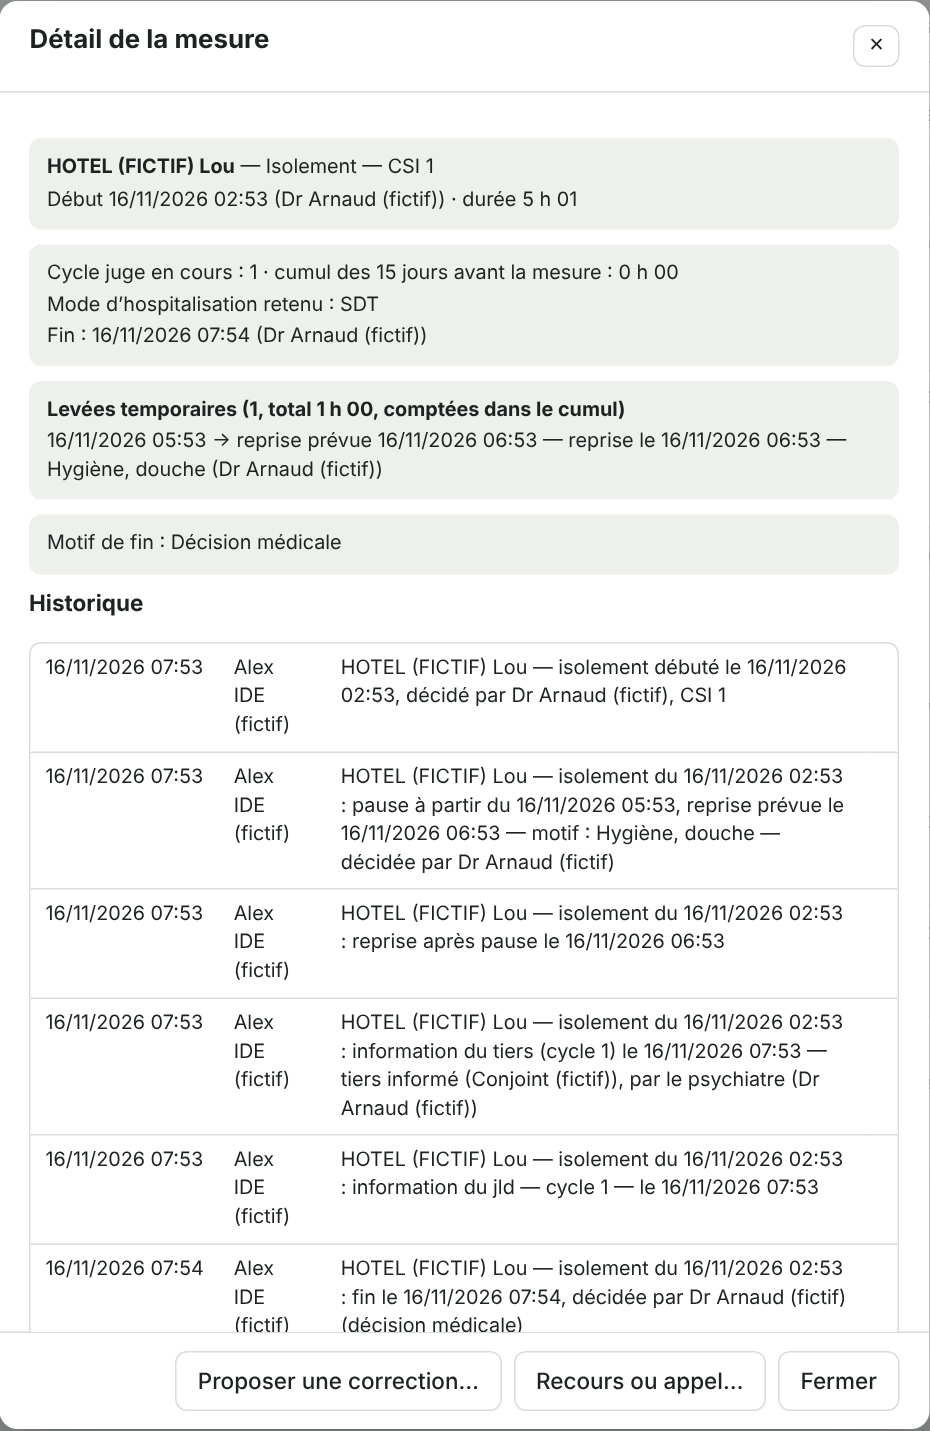 Détail de la mesure
×
HOTEL (FICTIF) Lou — Isolement — CSI 1
Début 16/11/2026 02:53 (Dr Arnaud (fictif)) · durée 5 h 01
Cycle juge en cours : 1 · cumul des 15 jours avant la mesure : 0 h 00
Mode d’hospitalisation retenu : SDT
Fin : 16/11/2026 07:54 (Dr Arnaud (fictif))
Levées temporaires (1, total 1 h 00, comptées dans le cumul)
16/11/2026 05:53 → reprise prévue 16/11/2026 06:53 — reprise le 16/11/2026 06:53 —
Hygiène, douche (Dr Arnaud (fictif))
Motif de fin : Décision médicale
Historique
16/11/2026 07:53 Alex HOTEL (FICTIF) Lou — isolement débuté le 16/11/2026
IDE 02:53, décidé par Dr Arnaud (fictif), CSI 1
(fictif)
16/11/2026 07:53 Alex HOTEL (FICTIF) Lou — isolement du 16/11/2026 02:53
IDE : pause à partir du 16/11/2026 05:53, reprise prévue le
(fictif) 16/11/2026 06:53 — motif : Hygiène, douche —
décidée par Dr Arnaud (fictif)
16/11/2026 07:53 Alex HOTEL (FICTIF) Lou — isolement du 16/11/2026 02:53
IDE : reprise après pause le 16/11/2026 06:53
(fictif)
16/11/2026 07:53 Alex HOTEL (FICTIF) Lou — isolement du 16/11/2026 02:53
IDE : information du tiers (cycle 1) le 16/11/2026 07:53 —
(fictif) tiers informé (Conjoint (fictif)), par le psychiatre (Dr
Arnaud (fictif))
16/11/2026 07:53 Alex HOTEL (FICTIF) Lou — isolement du 16/11/2026 02:53
IDE : information du jld — cycle 1 — le 16/11/2026 07:53
(fictif)
16/11/2026 07:54 Alex HOTEL (FICTIF) Lou — isolement du 16/11/2026 02:53
IDE : fin le 16/11/2026 07:54, décidée par Dr Arnaud (fictif)
(fictif) (décision médicale)
Proposer une correction... Recours ou appel... Fermer